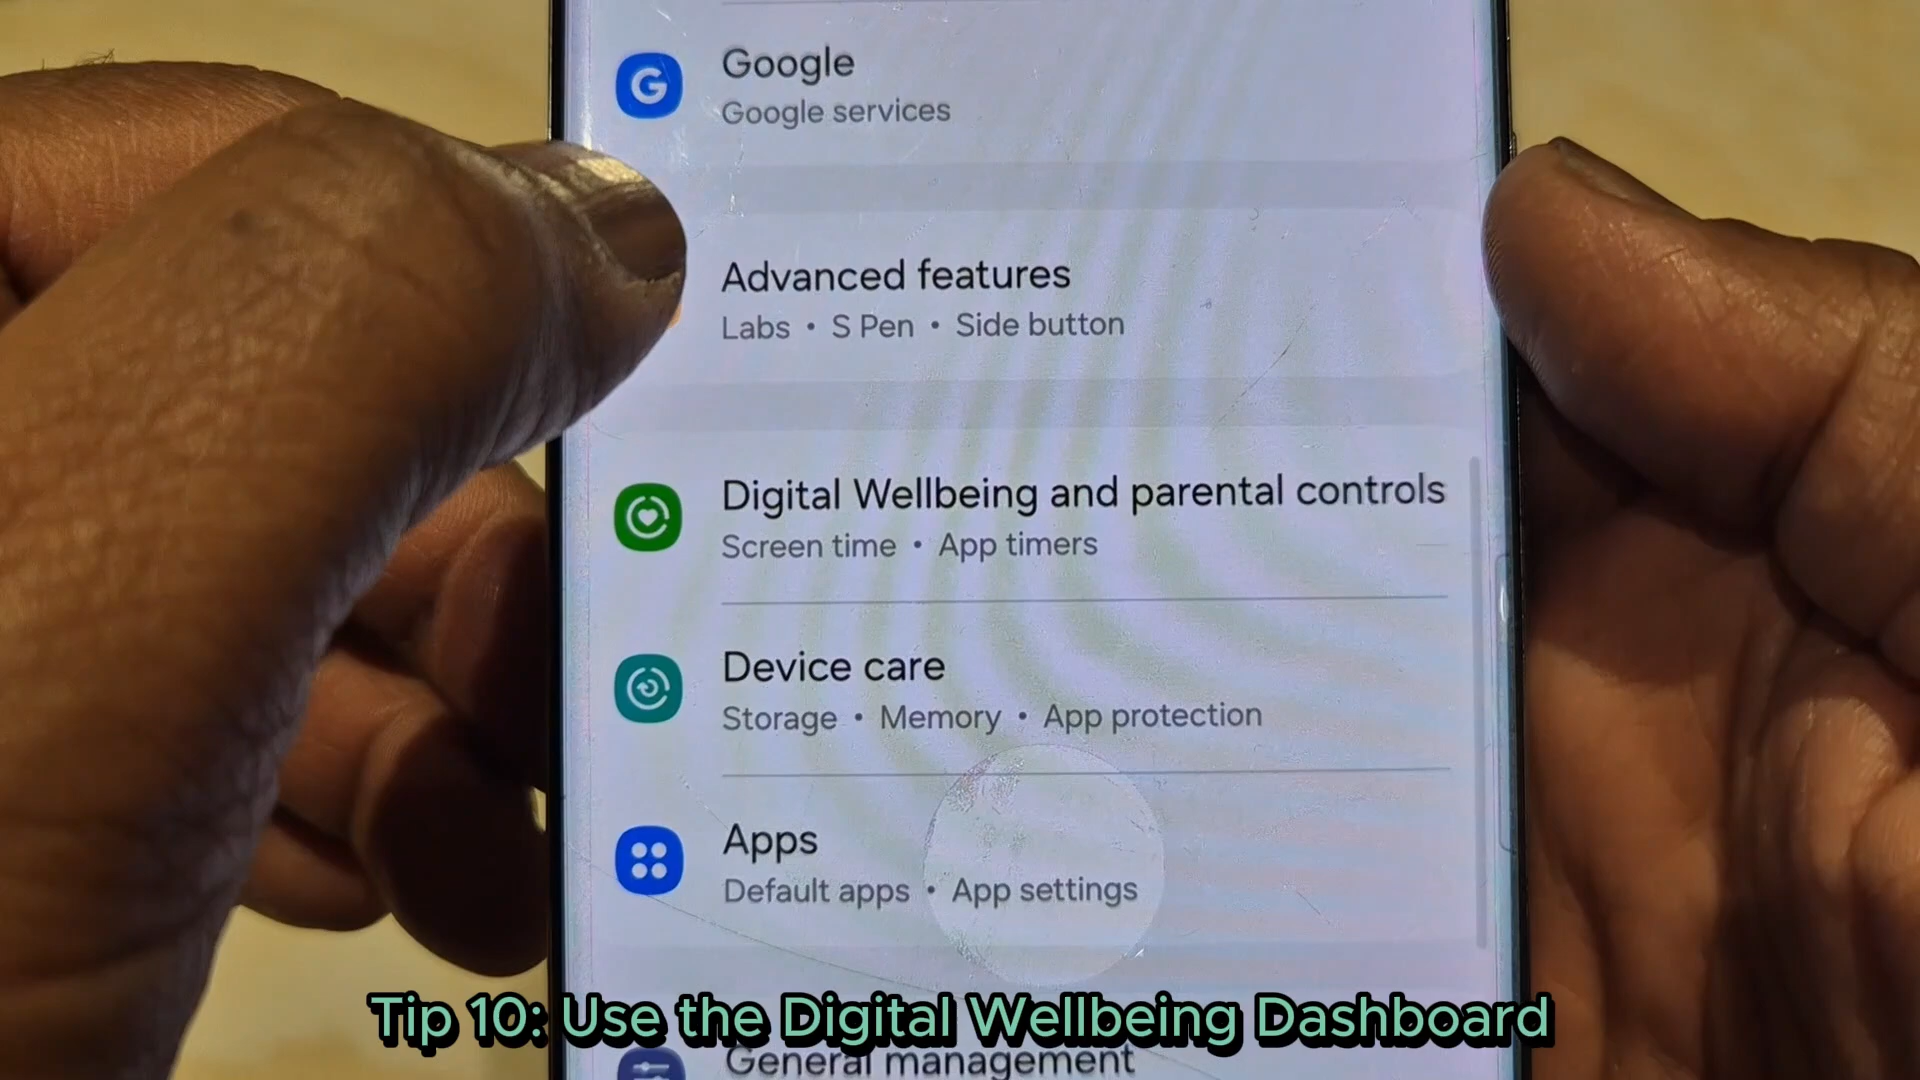 Google
Google services
Advanced features
Labs • S Pen • Side button
Digital Wellbeing and parental controls
Screen time • App timers
Device care
Storage • Memory • App protection
Apps
Default apps • App settings
Tip 10: Use the Digital Wellbeing Dashboard
General management